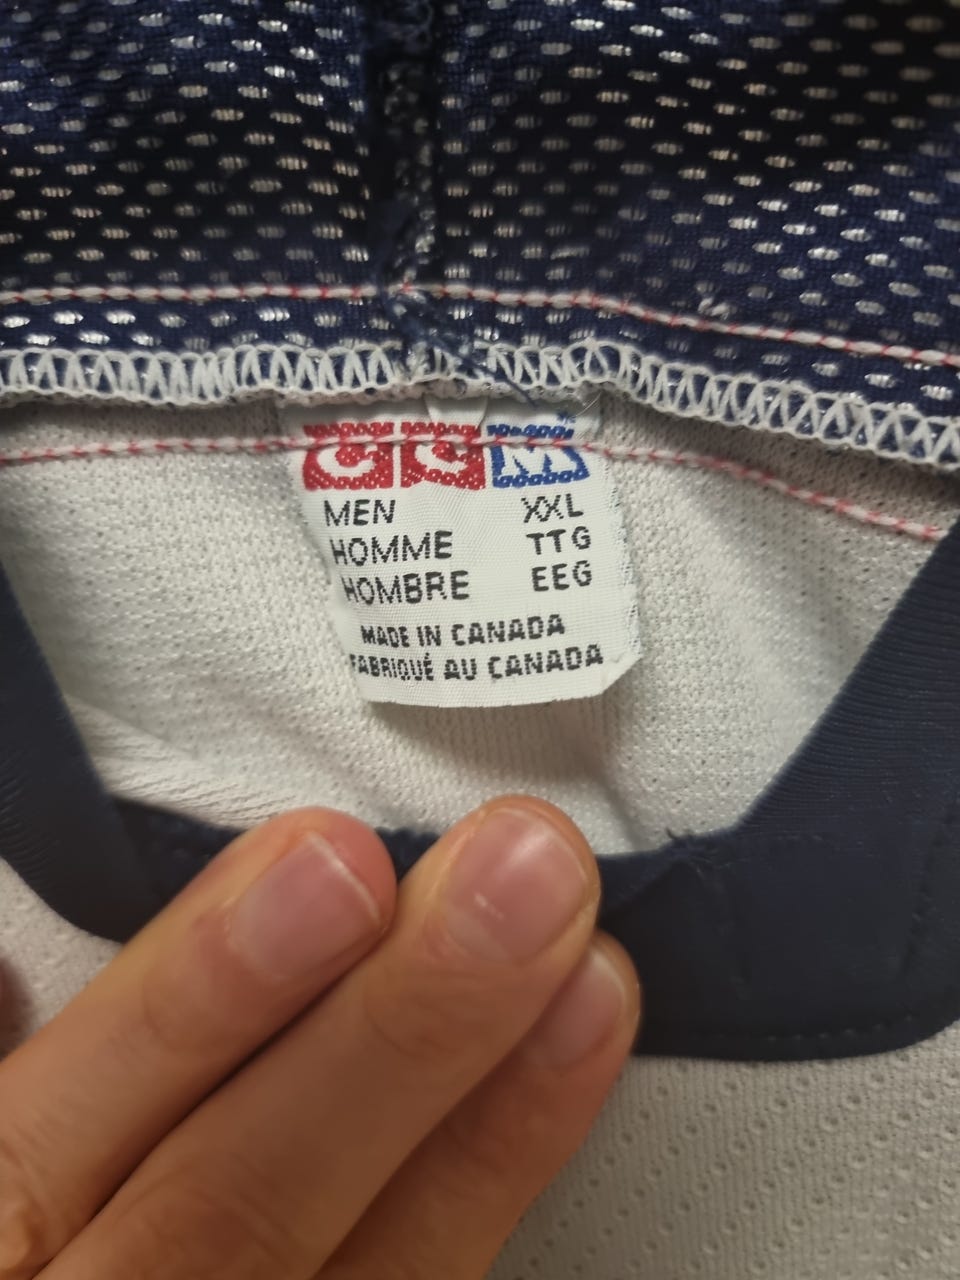 CCM
MEN XXL
HOMME TTG
HOMBRE EEG
MADE IN CANADA
FABRIQUÉ AU CANADA